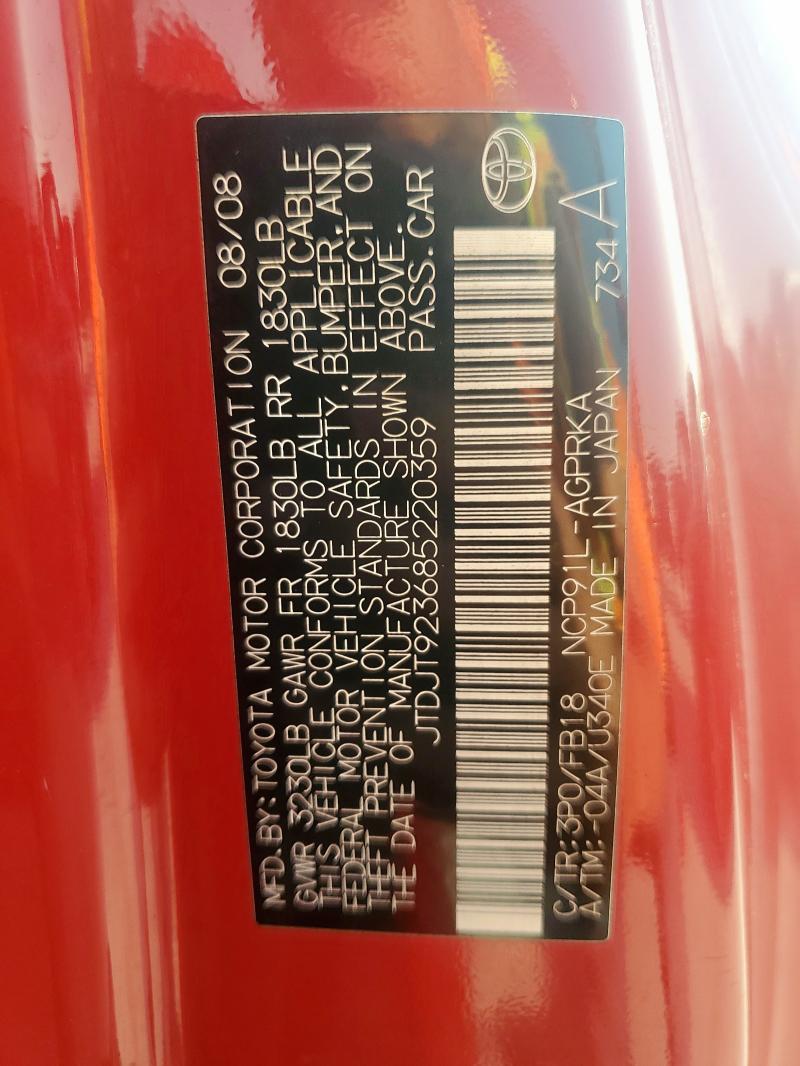 MFD.BY:TOYOTA MOTOR CORPORATION 08/08
GVWR 3230LB GAWR FR 1830LB RR 1830LB
THIS VEHICLE CONFORMS TO ALL APPLICABLE
FEDERAL MOTOR VEHICLE SAFETY,BUMPER,AND
THEFT PREVENTION STANDARDS IN EFFECT ON
THE DATE OF MANUFACTURE SHOWN ABOVE.
JTDJT923685220359 PASS.CAR
C/TR:3P0/FB18 NCP91L-AGPRKA
A/TM:-04A/U340E MADE IN JAPAN 734 A